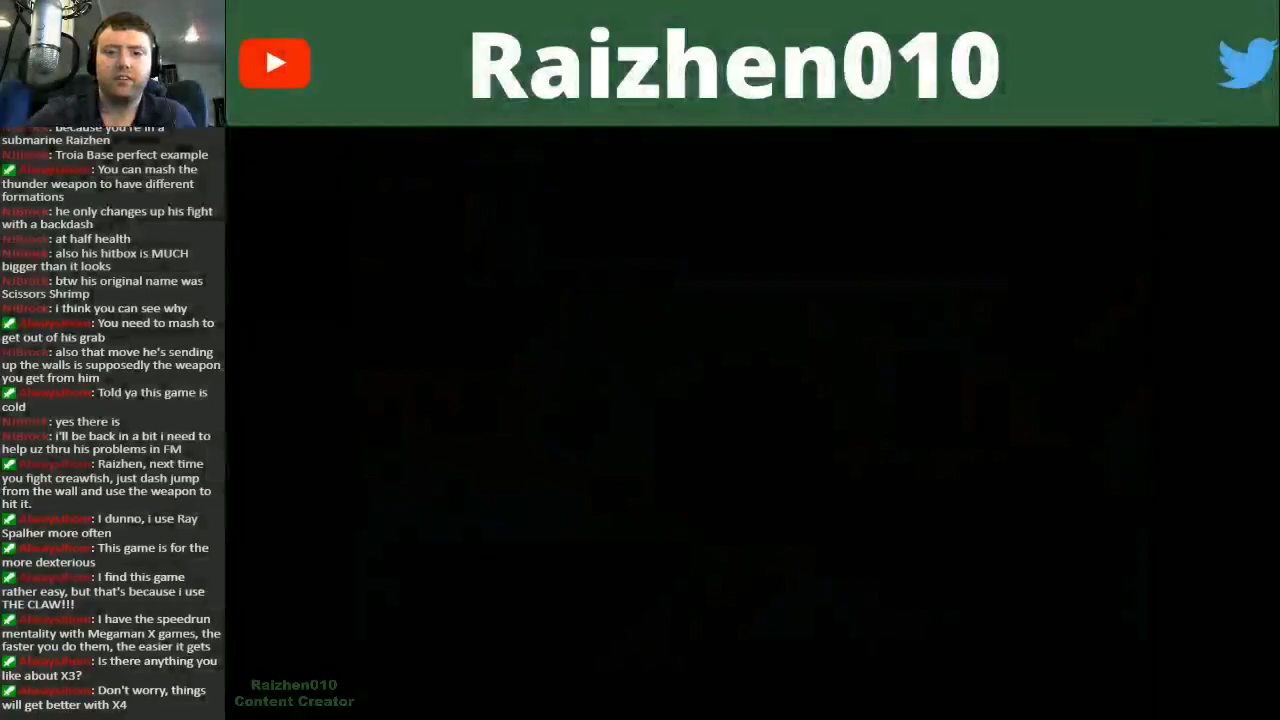 Raizhen010
because you're in a
submarine Raizhen
: Troia Base perfect example
: You can mash the
thunder weapon to have different
formations
: he only changes up his fight
with a backdash
: at half health
: also his hitbox is MUCH
bigger than it looks
: btw his original name was
Scissors Shrimp
: i think you can see why
: You need to mash to
get out of his grab
: also that move he's sending
up the walls is supposedly the weapon
you get from him
: Told ya this game is
cold
: yes there is
: i'll be back in a bit i need to
help uz thru his problems in FM
: Raizhen, next time
you fight creawfish, just dash jump
from the wall and use the weapon to
hit it.
: I dunno, i use Ray
Spalher more often
: This game is for the
more dexterious
: I find this game
rather easy, but that's because i use
THE CLAW!!!
: I have the speedrun
mentality with Megaman X games, the
faster you do them, the easier it gets
: Is there anything you
like about X3?
: Don't worry, things
will get better with X4
Raizhen010
Content Creator